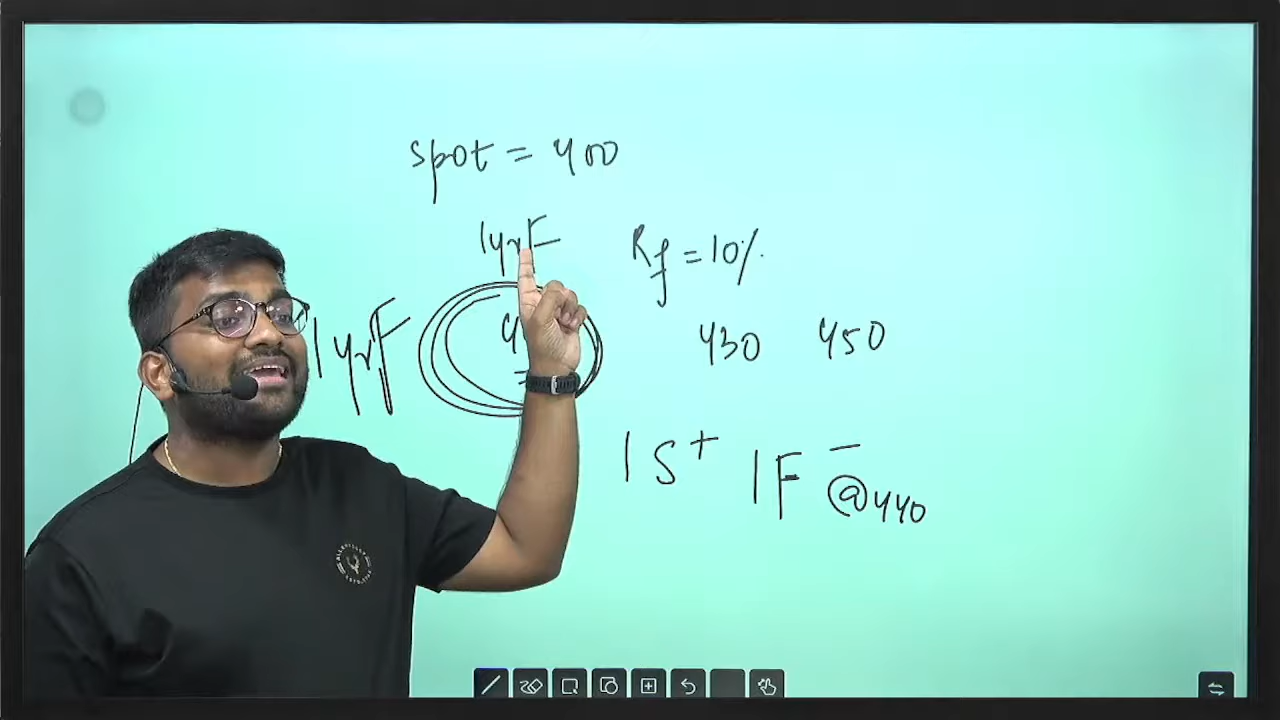 spot = 400
1yrF Rf = 10%
1yrF
430 450
1S+ 1F- @440